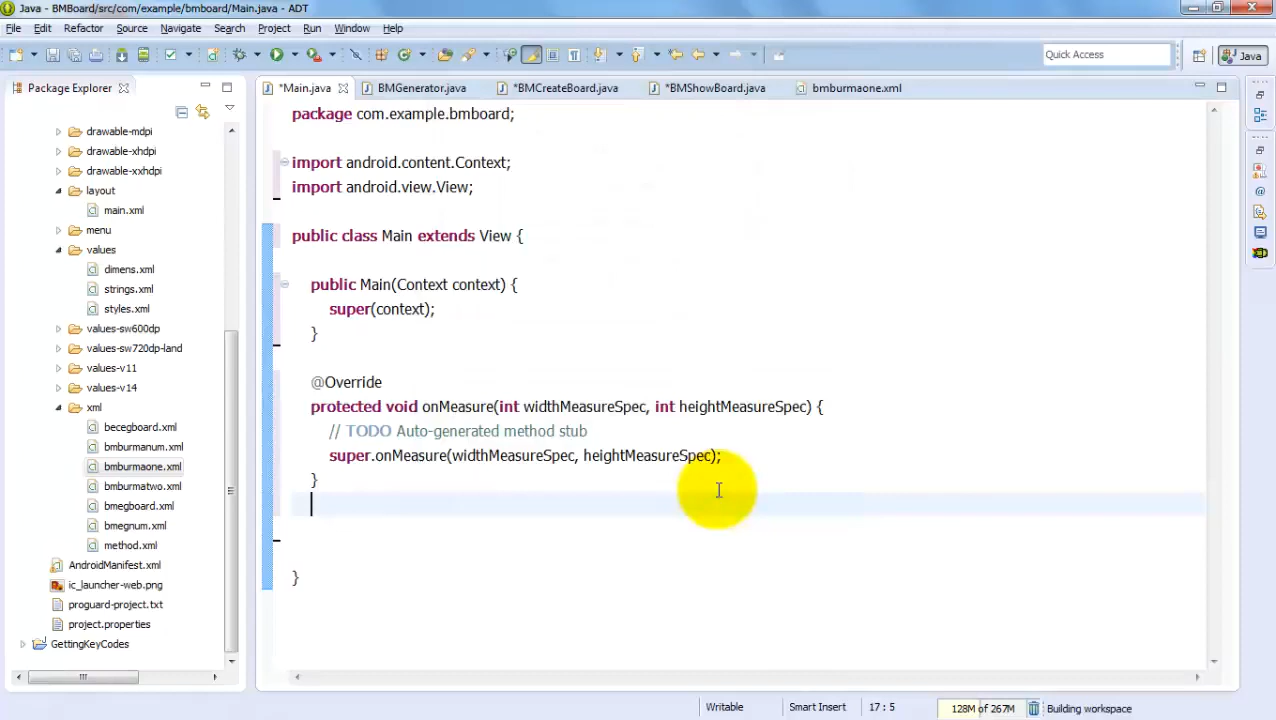 Java - BMBoard/src/com/example/bmboard/Main.java - ADT
File Edit Refactor Source Navigate Search Project Run Window Help
Quick Access
Java
Package Explorer
*Main.java BMGenerator.java *BMCreateBoard.java *BMShowBoard.java bmburmaone.xml
drawable-mdpi
drawable-xhdpi
drawable-xxhdpi
layout
main.xml
menu
values
dimens.xml
strings.xml
styles.xml
values-sw600dp
values-sw720dp-land
values-v11
values-v14
xml
becegboard.xml
bmburmanum.xml
bmburmaone.xml
bmburmatwo.xml
bmegboard.xml
bmegnum.xml
method.xml
AndroidManifest.xml
ic_launcher-web.png
proguard-project.txt
project.properties
GettingKeyCodes
package com.example.bmboard;
import android.content.Context;
import android.view.View;
public class Main extends View {
public Main(Context context) {
super(context);
}
@Override
protected void onMeasure(int widthMeasureSpec, int heightMeasureSpec) {
// TODO Auto-generated method stub
super.onMeasure(widthMeasureSpec, heightMeasureSpec);
}
}
Writable Smart Insert 17 : 5 128M of 267M Building workspace